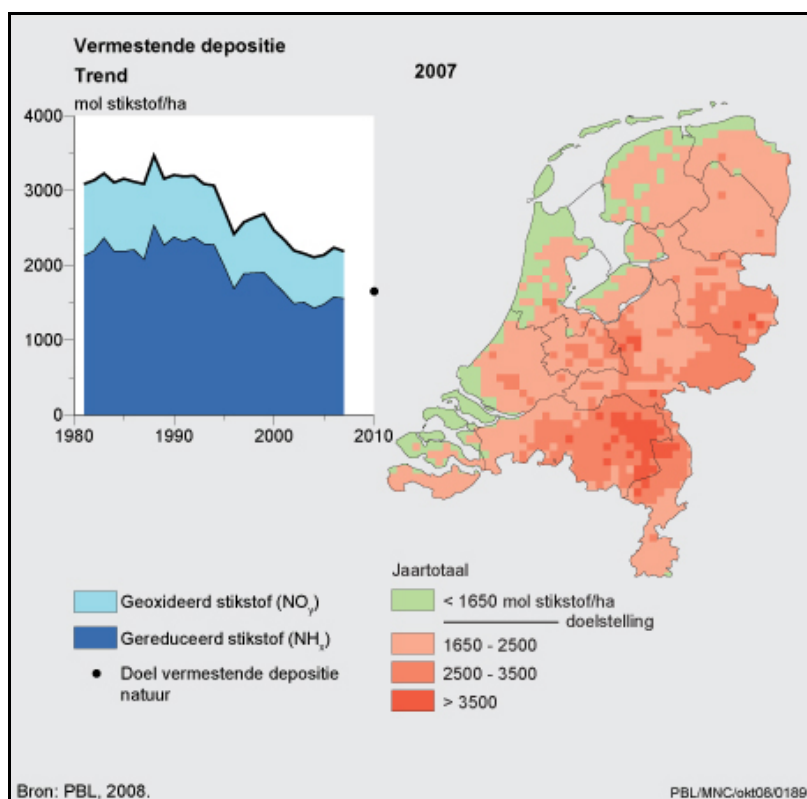 Vermestende depositie
Trend
2007
mol stikstof/ha
4000
3000
2000
1000
0
1980
1990
2000
2010
Geoxideerd stikstof (NOy)
Gereduceerd stikstof (NHx)
Doel vermestende depositie
natuur
Jaartotaal
< 1650 mol stikstof/ha
doelstelling
1650 - 2500
2500 - 3500
> 3500
Bron: PBL, 2008.
PBL/MNC/okt08/0189